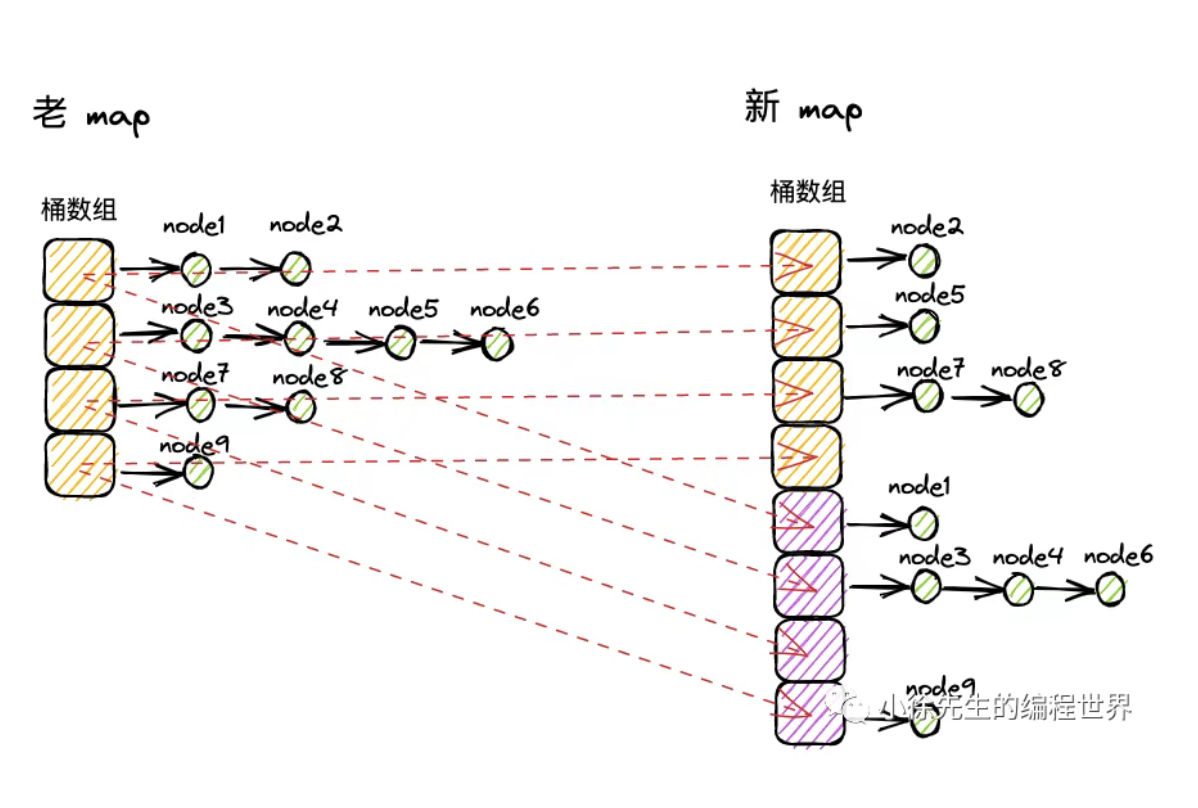 老 map
桶数组
node1 node2
node3 node4 node5 node6
node7 node8
node9
新 map
桶数组
node2
node5
node7 node8
node1
node3 node4 node6
node9
小徐先生的编程世界